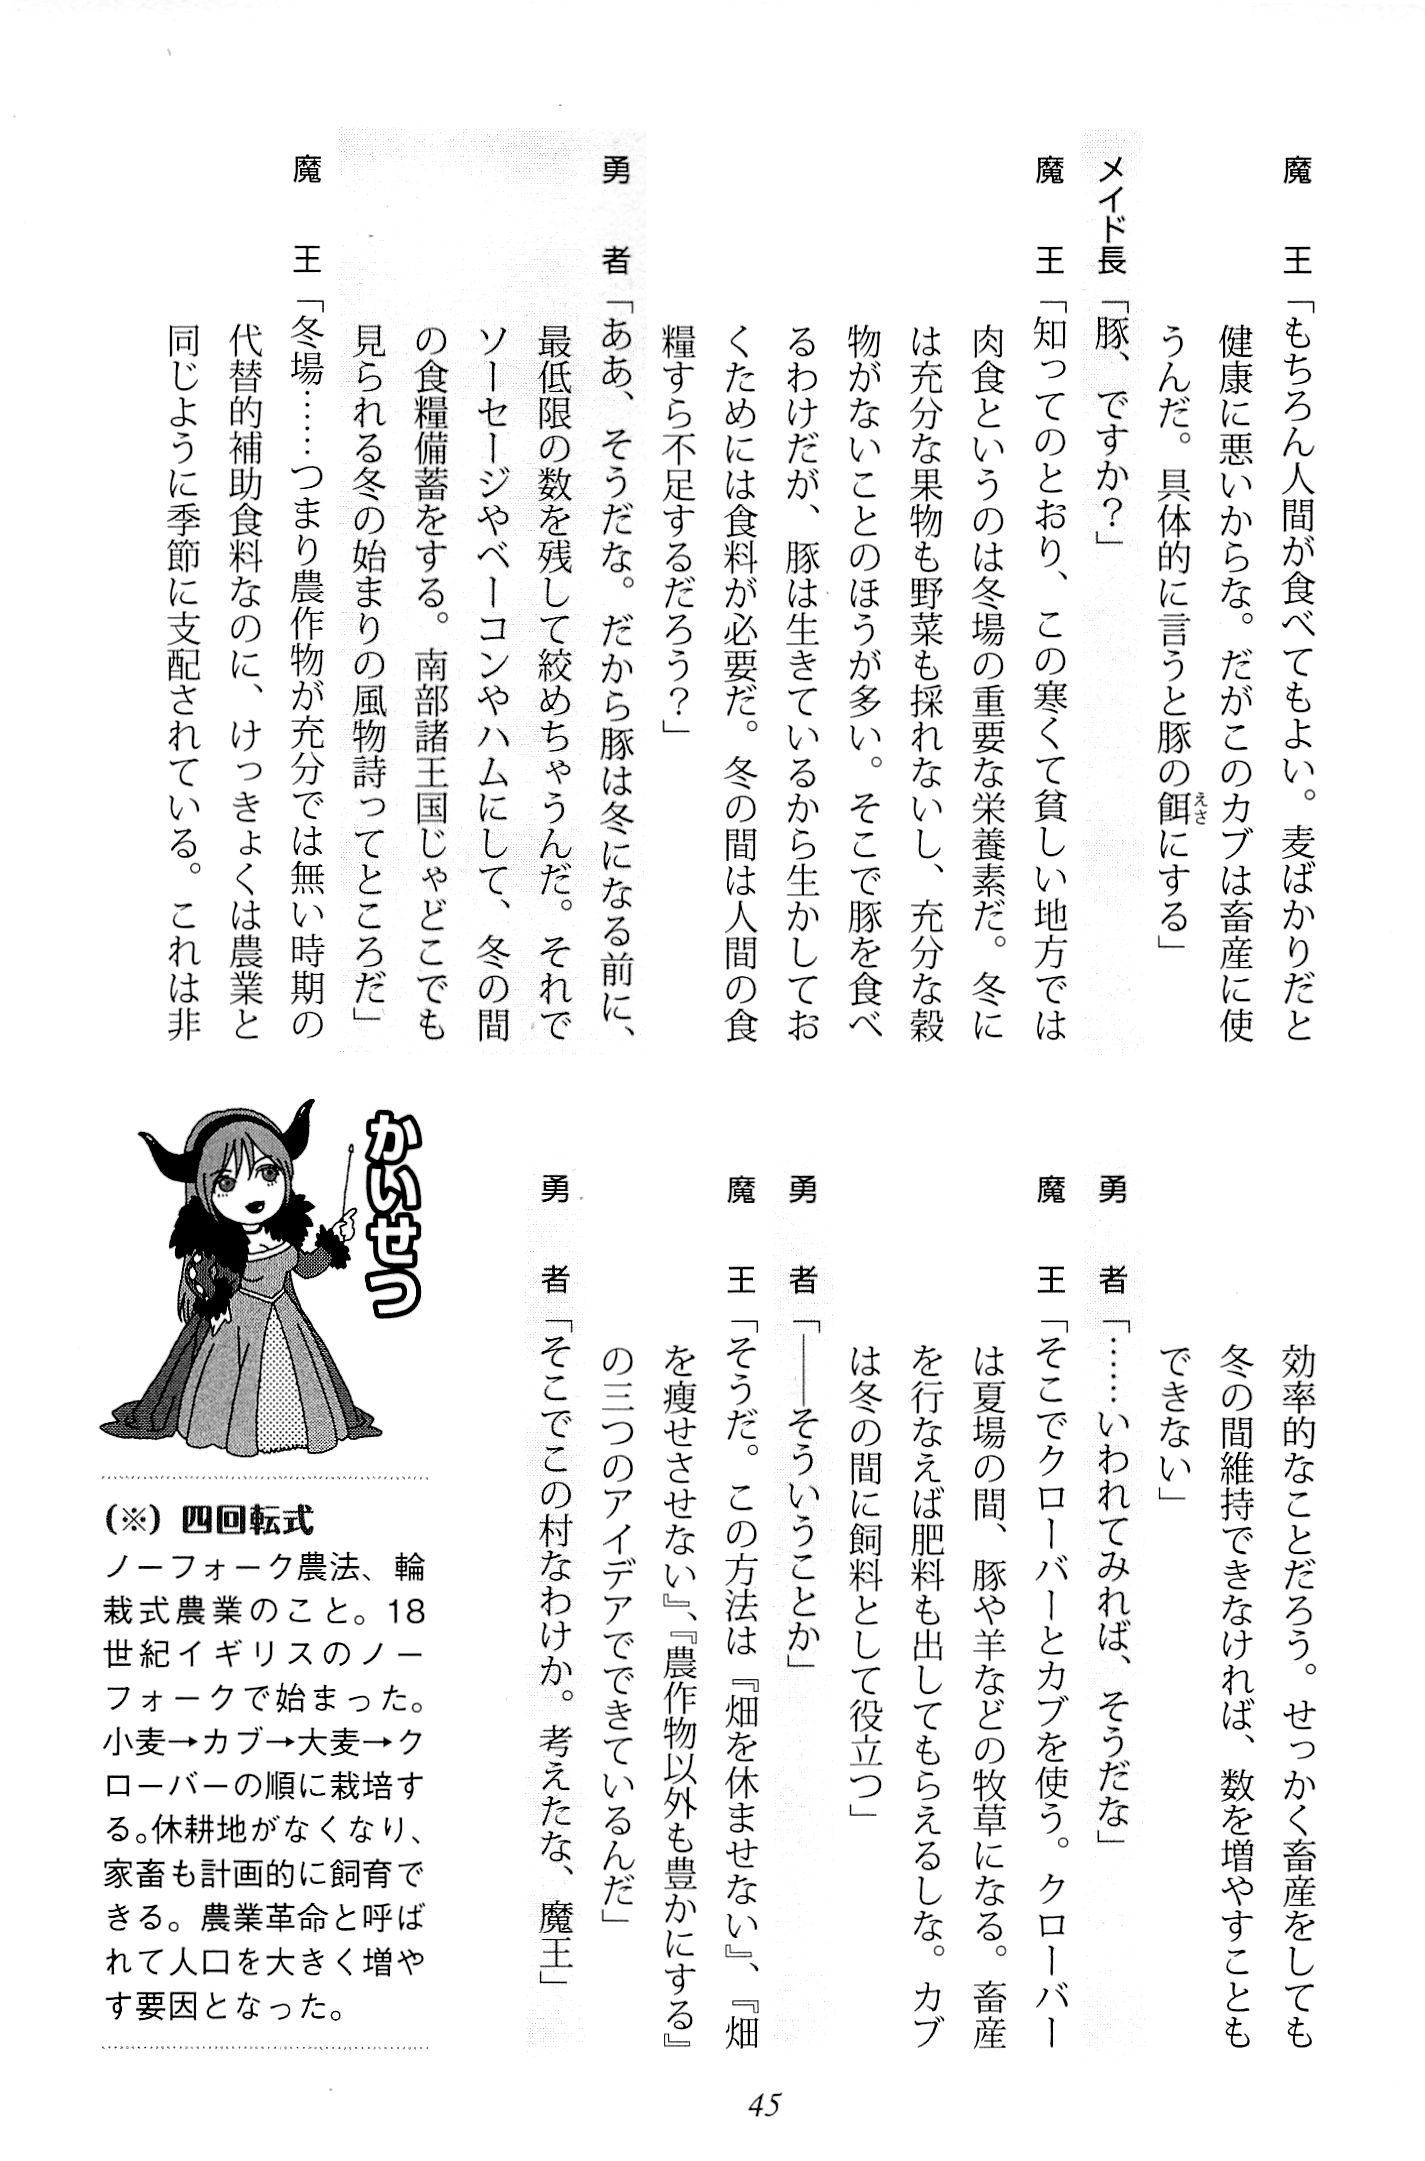 魔王「もちろん人間が食べてもよい。麦ばかりだと
健康に悪いからな。だがこのカブは畜産に使
うんだ。具体的に言うと豚の餌にする」
えさ
メイド長「豚、ですか？」
魔王「知ってのとおり、この寒くて貧しい地方では
肉食というのは冬場の重要な栄養素だ。冬に
は充分な果物も野菜も採れないし、充分な穀
物がないことのほうが多い。そこで豚を食べ
るわけだが、豚は生きているから生かしてお
くためには食料が必要だ。冬の間は人間の食
糧すら不足するだろう？」
勇者「ああ、そうだな。だから豚は冬になる前に、
最低限の数を残して絞めちゃうんだ。それで
ソーセージやベーコンやハムにして、冬の間
の食糧備蓄をする。南部諸王国じゃどこでも
見られる冬の始まりの風物詩ってところだ」
魔王「冬場……つまり農作物が充分では無い時期の
代替的補助食料なのに、けっきょくは農業と
同じように季節に支配されている。これは非
効率的なことだろう。せっかく畜産をしても
冬の間維持できなければ、数を増やすことも
できない」
勇者「……いわれてみれば、そうだな」
魔王「そこでクローバーとカブを使う。クローバー
は夏場の間、豚や羊などの牧草になる。畜産
を行なえば肥料も出してもらえるしな。カブ
は冬の間に飼料として役立つ」
勇者「――そういうことか」
魔王「そうだ。この方法は『畑を休ませない』、『畑
を痩せさせない』、『農作物以外も豊かにする』
の三つのアイデアでできているんだ」
勇者「そこでこの村なわけか。考えたな、魔王」
かいせつ
（※）四回転式
ノーフォーク農法、輪
栽式農業のこと。18
世紀イギリスのノー
フォークで始まった。
小麦→カブ→大麦→ク
ローバーの順に栽培す
る。休耕地がなくなり、
家畜も計画的に飼育で
きる。農業革命と呼ば
れて人口を大きく増や
す要因となった。
45